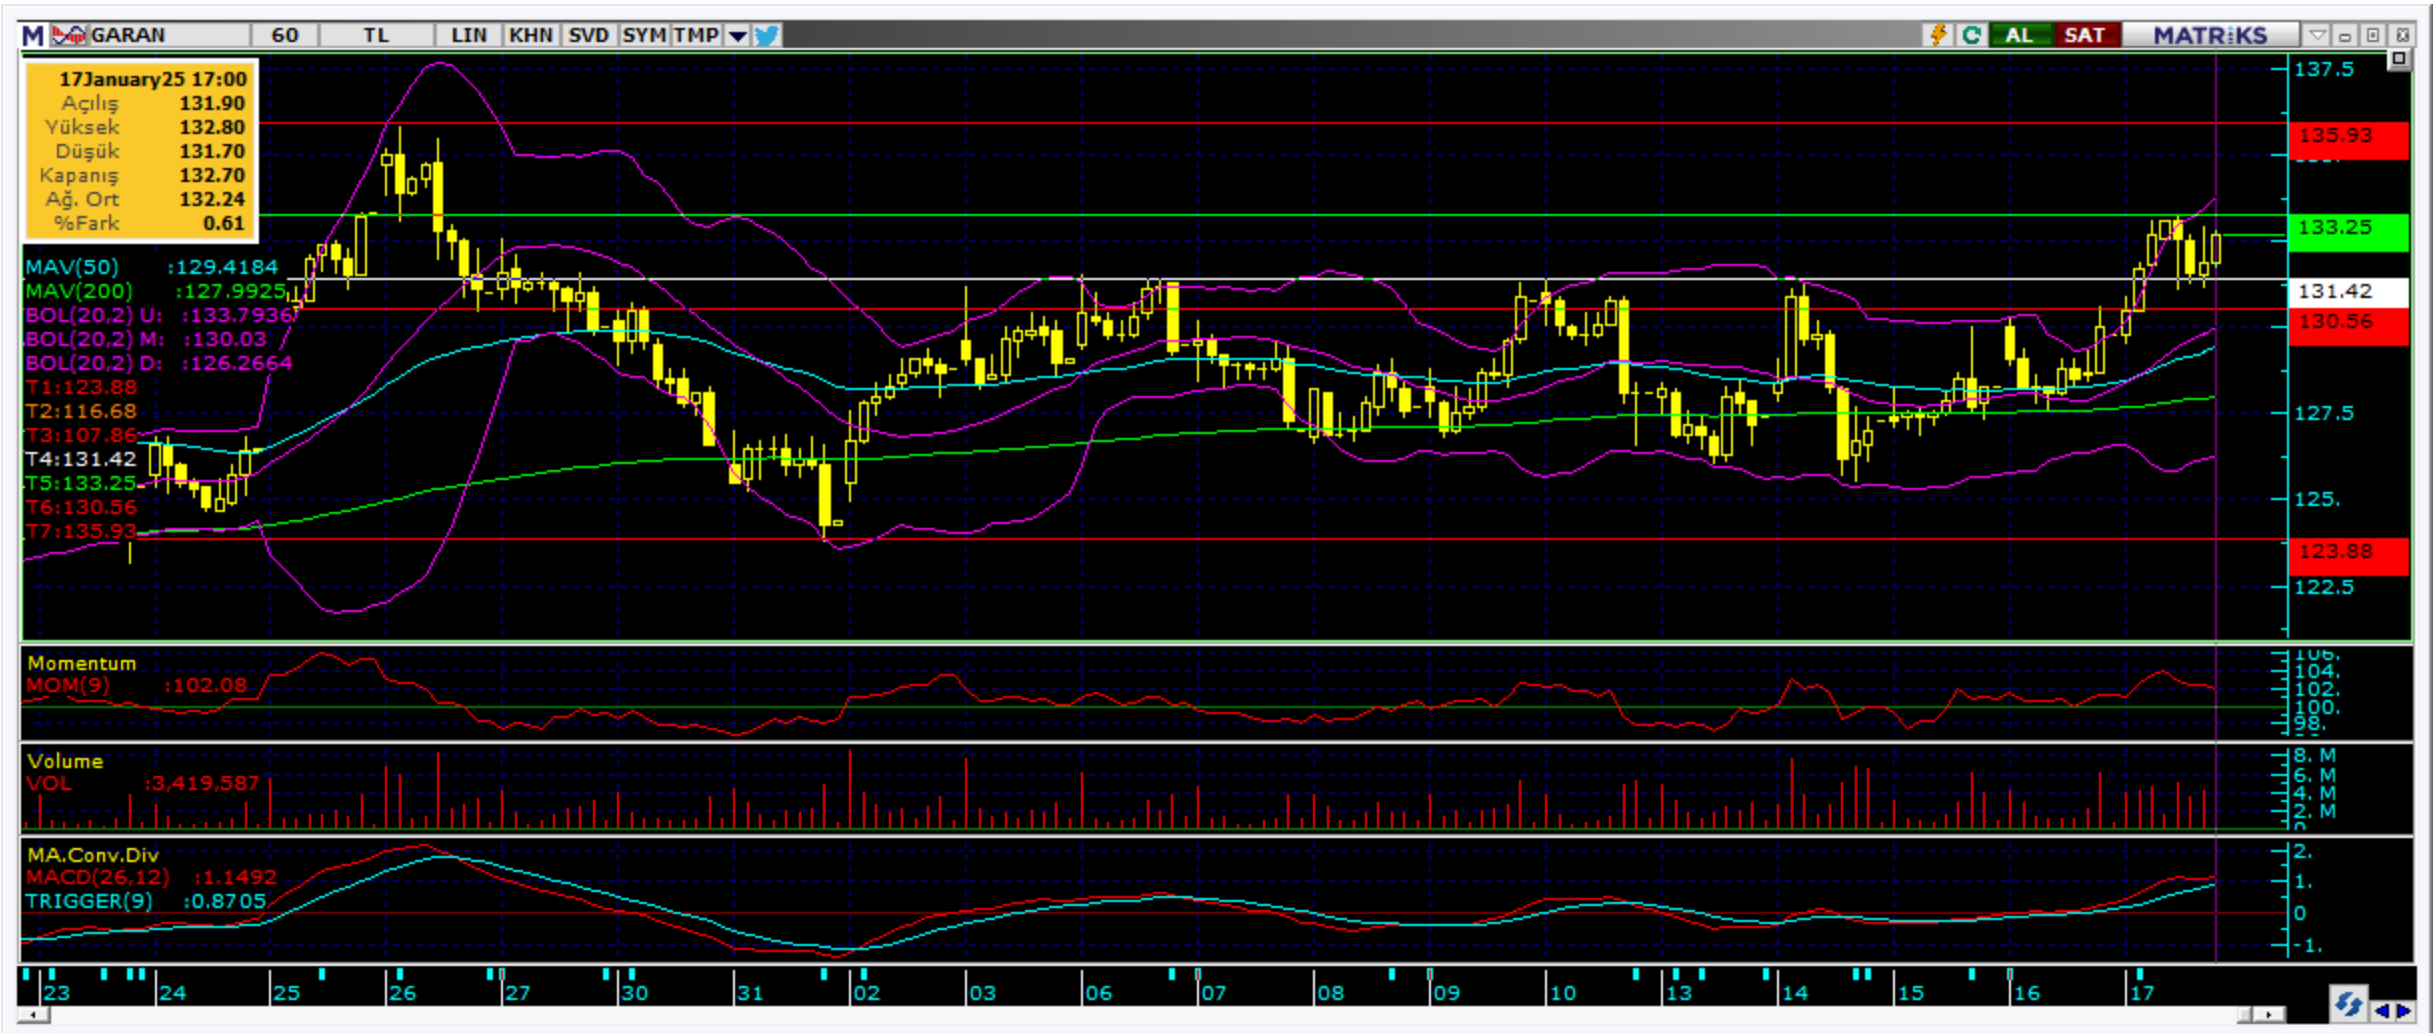 M GARAN 60 TL LIN KHN SVD SYM TMP AL SAT MATRiKS
17January25 17:00
Açılış 131.90
Yüksek 132.80
Düşük 131.70
Kapanış 132.70
Ağ. Ort 132.24
%Fark 0.61
MAV(50) :129.4184
MAV(200) :127.9925
BOL(20,2) U: :133.7936
BOL(20,2) M: :130.03
BOL(20,2) D: :126.2664
T1:123.88
T2:116.68
T3:107.86
T4:131.42
T5:133.25
T6:130.56
T7:135.93
137.5
135.93
133.25
131.42
130.56
127.5
125.
123.88
122.5
Momentum
MOM(9) :102.08
106.
104.
102.
100.
98.
Volume
VOL :3,419,587
8. M
6. M
4. M
2. M
0
MA.Conv.Div
MACD(26,12) :1.1492
TRIGGER(9) :0.8705
2.
1.
0
-1.
23 24 25 26 27 30 31 02 03 06 07 08 09 10 13 14 15 16 17